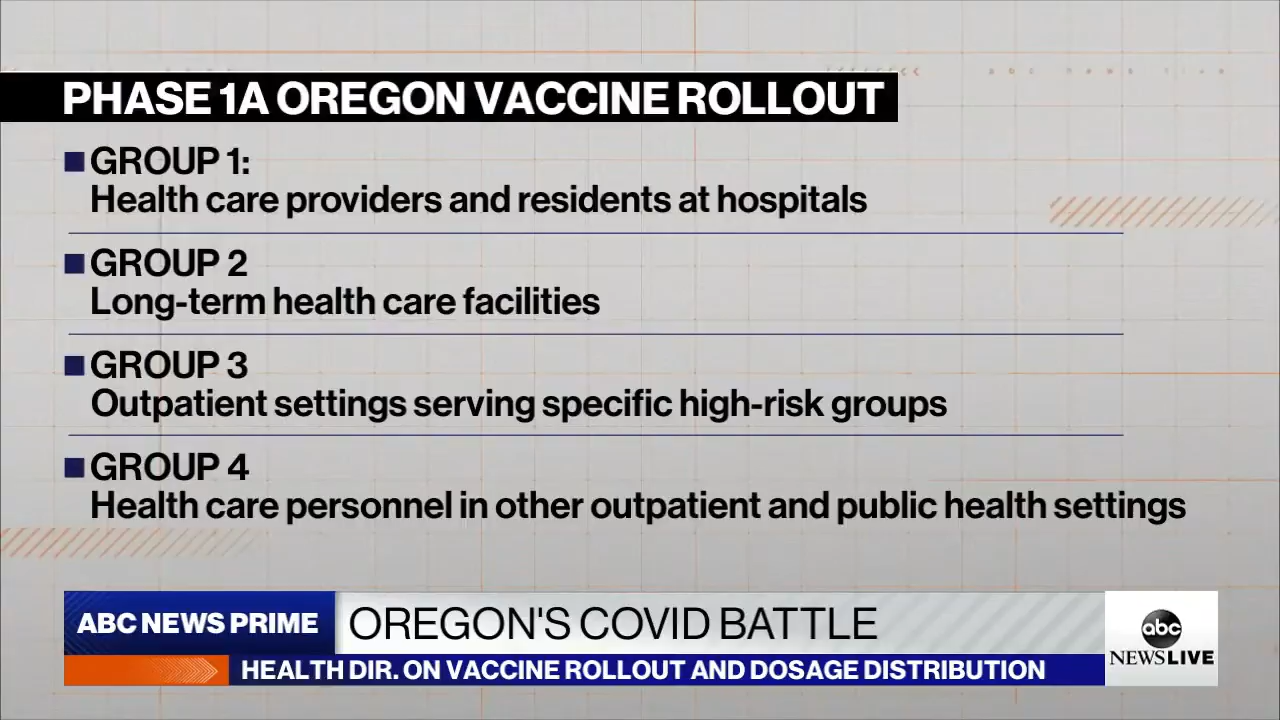 abc news live
PHASE 1A OREGON VACCINE ROLLOUT
GROUP 1:
Health care providers and residents at hospitals
GROUP 2
Long-term health care facilities
GROUP 3
Outpatient settings serving specific high-risk groups
GROUP 4
Health care personnel in other outpatient and public health settings
ABC NEWS PRIME
OREGON'S COVID BATTLE
HEALTH DIR. ON VACCINE ROLLOUT AND DOSAGE DISTRIBUTION
abc
NEWSLIVE